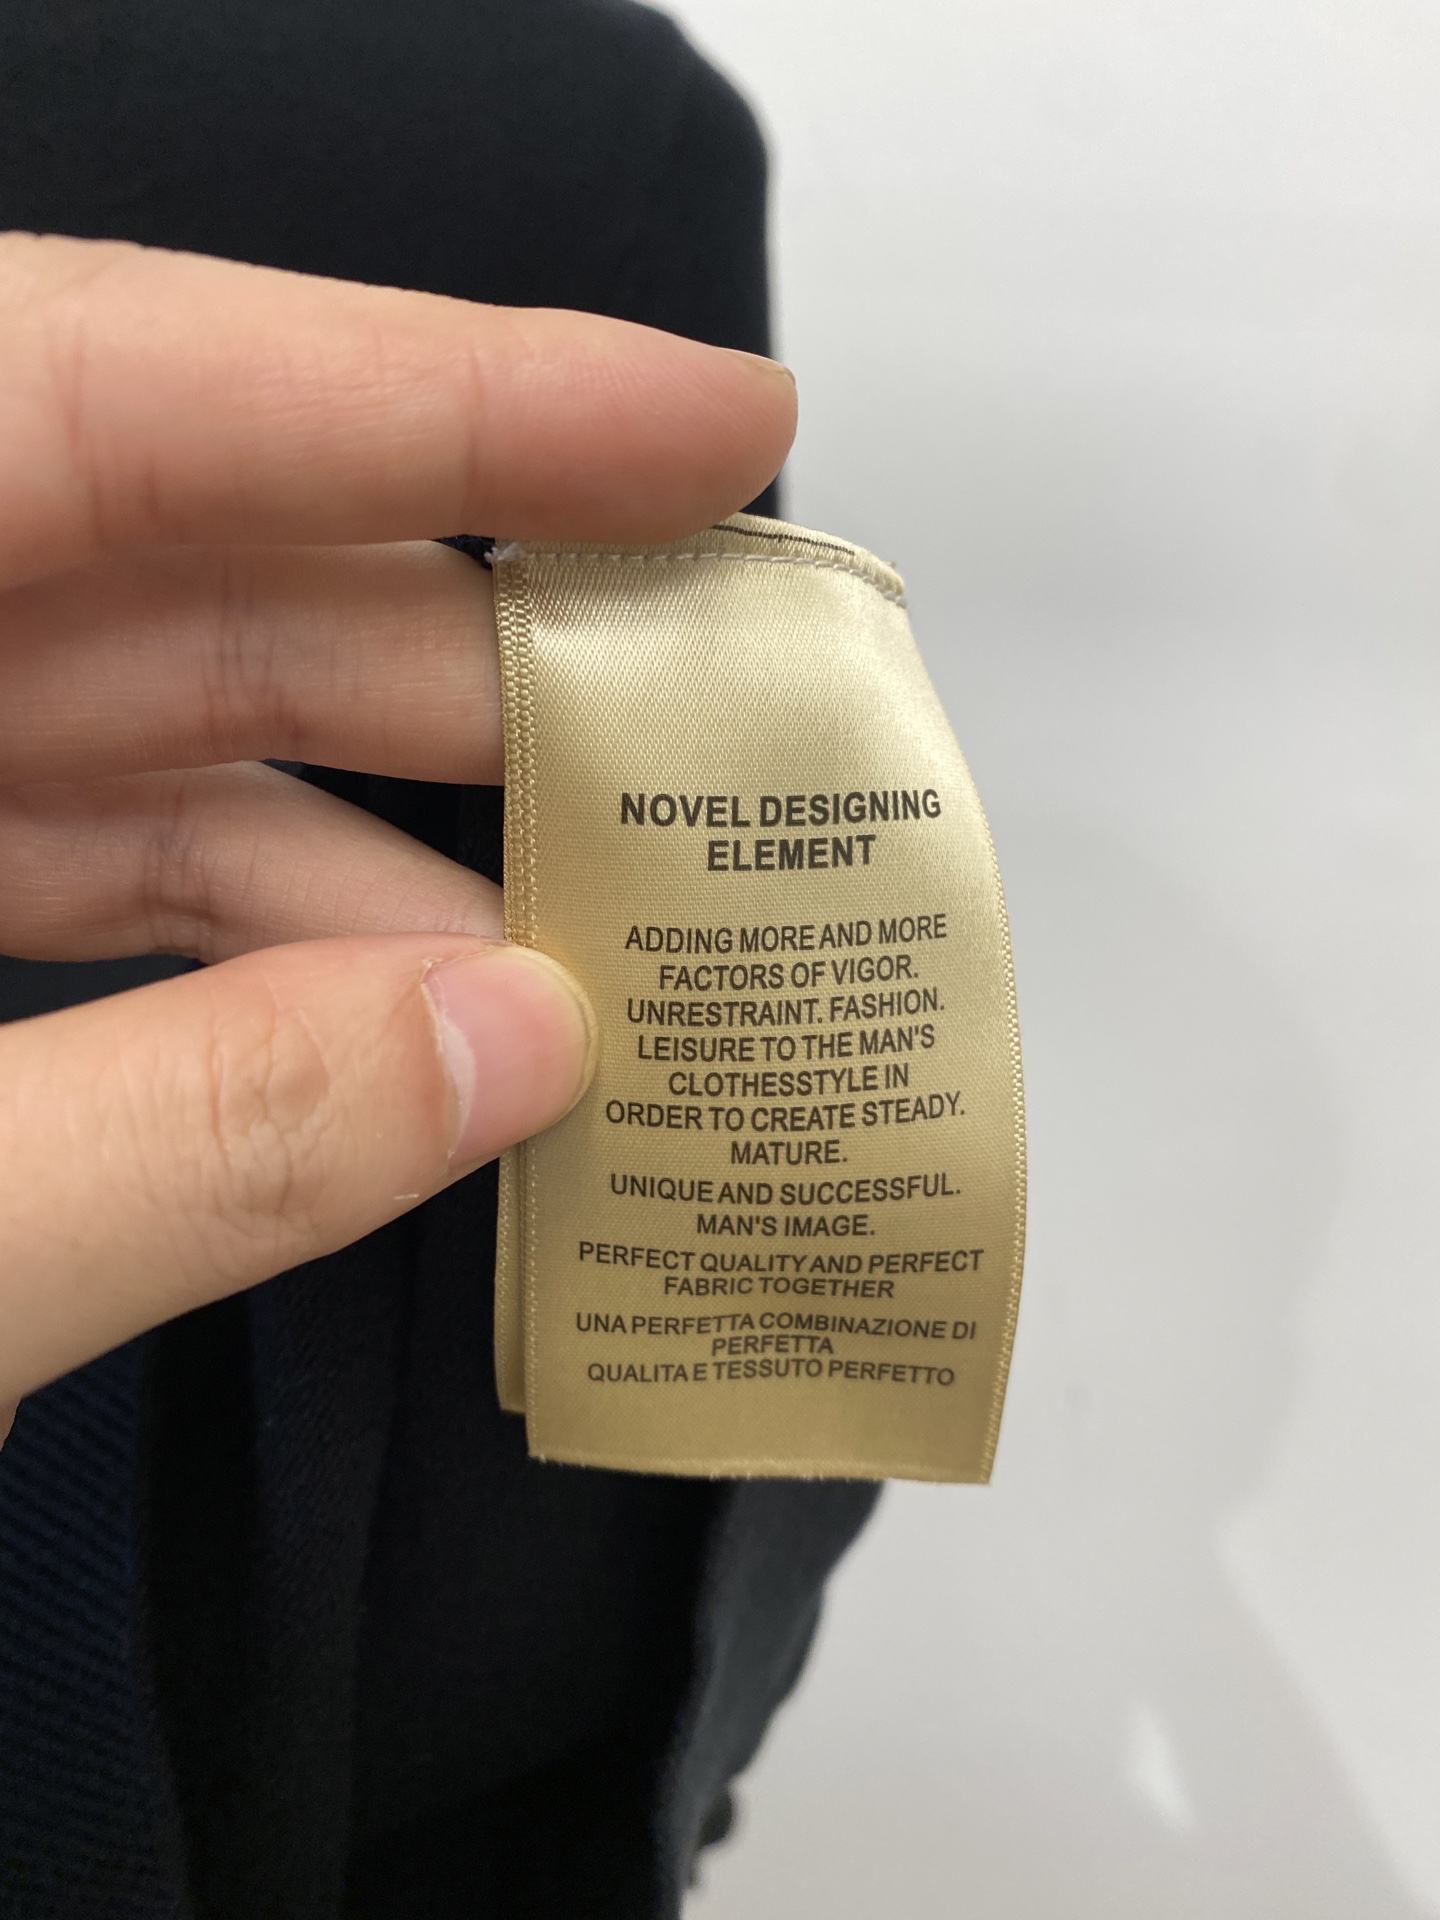 NOVEL DESIGNING
ELEMENT
ADDING MORE AND MORE
FACTORS OF VIGOR.
UNRESTRAINT. FASHION.
LEISURE TO THE MAN'S
CLOTHESSTYLE IN
ORDER TO CREATE STEADY.
MATURE.
UNIQUE AND SUCCESSFUL.
MAN'S IMAGE.
PERFECT QUALITY AND PERFECT
FABRIC TOGETHER
UNA PERFETTA COMBINAZIONE DI
PERFETTA
QUALITA E TESSUTO PERFETTO